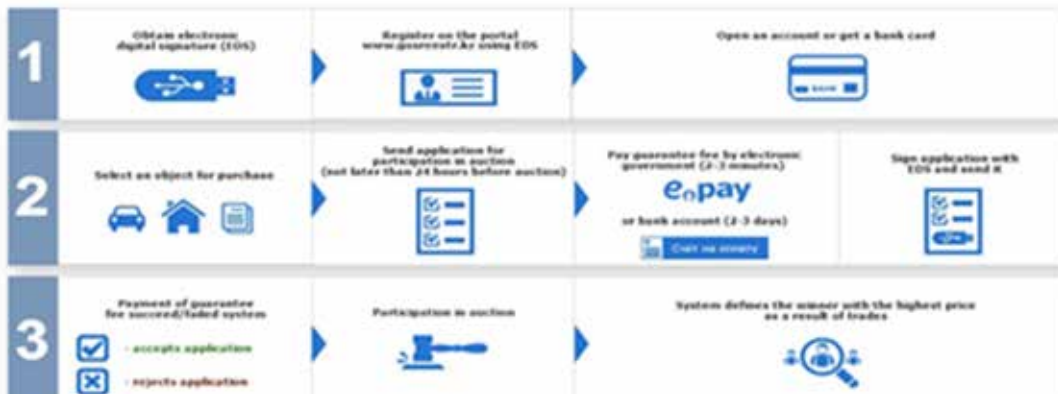 1
Obtain electronic
digital signature (EDS)
Register on the portal
using EDS
Open an account or get a bank card
BANK
2
Select an object for purchase
Send application for
participation in auction
(not later than 24 hours before auction)
Pay guarantee fee by electronic
government (2-3 minutes)
pay
or bank account (2-3 days)
Sign application with
EDS and send it
3
Payment of guarantee
fee succeed/failed system
- accepts application
- rejects application
Participation in auction
System defines the winner with the highest price
as a result of trades